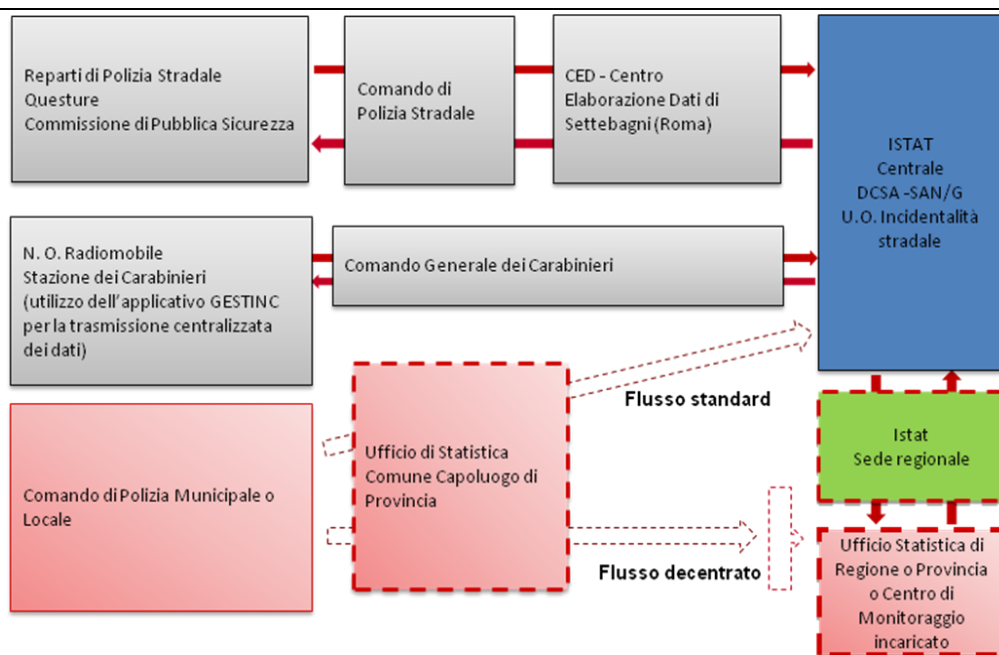 Reparti di Polizia Stradale
Questure
Commissione di Pubblica Sicurezza
Comando di
Polizia Stradale
CED - Centro
Elaborazione Dati di
Settebagni (Roma)
ISTAT
Centrale
DCSA -SAN/G
U.O. Incidentalità
stradale
N. O. Radiomobile
Stazione dei Carabinieri
(utilizzo dell'applicativo GESTINC
per la trasmissione centralizzata
dei dati)
Comando Generale dei Carabinieri
Flusso standard
Istat
Sede regionale
Comando di Polizia Municipale o
Locale
Ufficio di Statistica
Comune Capoluogo di
Provincia
Flusso decentrato
Ufficio Statistica di
Regione o Provincia
o Centro di
Monitoraggio
incaricato